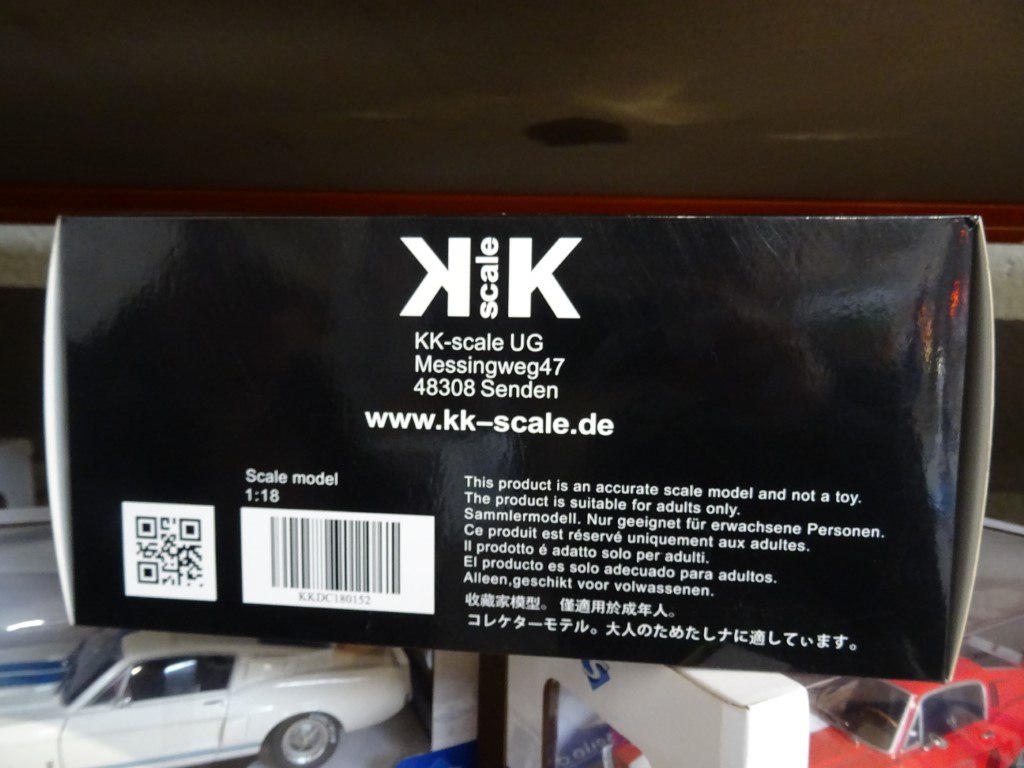 KK
scale
KK-scale UG
Messingweg47
48308 Senden
www.kk–scale.de
Scale model
1:18
KKDC180152
This product is an accurate scale model and not a toy.
The product is suitable for adults only.
Sammlermodell. Nur geeignet für erwachsene Personen.
Ce produit est réservé uniquement aux adultes.
Il prodotto é adatto solo per adulti.
El producto es solo adecuado para adultos.
Alleen,geschikt voor volwassenen.
收藏家模型。 僅適用於成年人。
コレケターモテル。大人のためたしナに適してぃます。